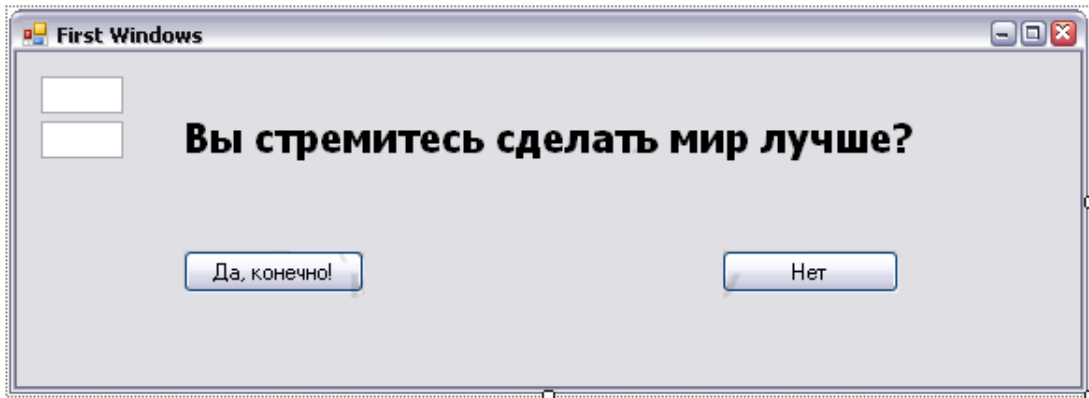 First Windows
Вы стремитесь сделать мир лучше?
Да, конечно!
Нет